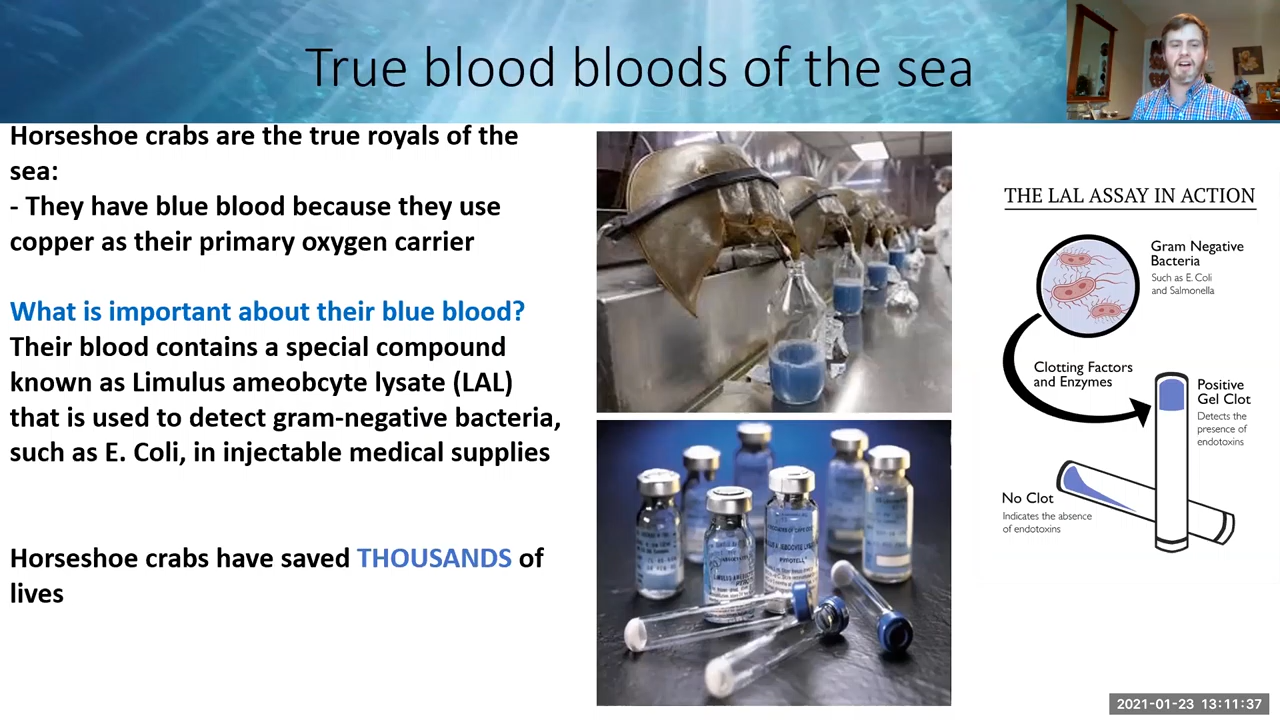 True blood bloods of the sea
Horseshoe crabs are the true royals of the
sea:
- They have blue blood because they use
copper as their primary oxygen carrier
What is important about their blue blood?
Their blood contains a special compound
known as Limulus ameobcyte lysate (LAL)
that is used to detect gram-negative bacteria,
such as E. Coli, in injectable medical supplies
Horseshoe crabs have saved THOUSANDS of
lives
THE LAL ASSAY IN ACTION
Gram Negative
Bacteria
Such as E. Coli
and Salmonella
Clotting Factors
and Enzymes
Positive
Gel Clot
Detects the
presence of
endotoxins
No Clot
Indicates the absence
of endotoxins
2021-01-23 13:11:37